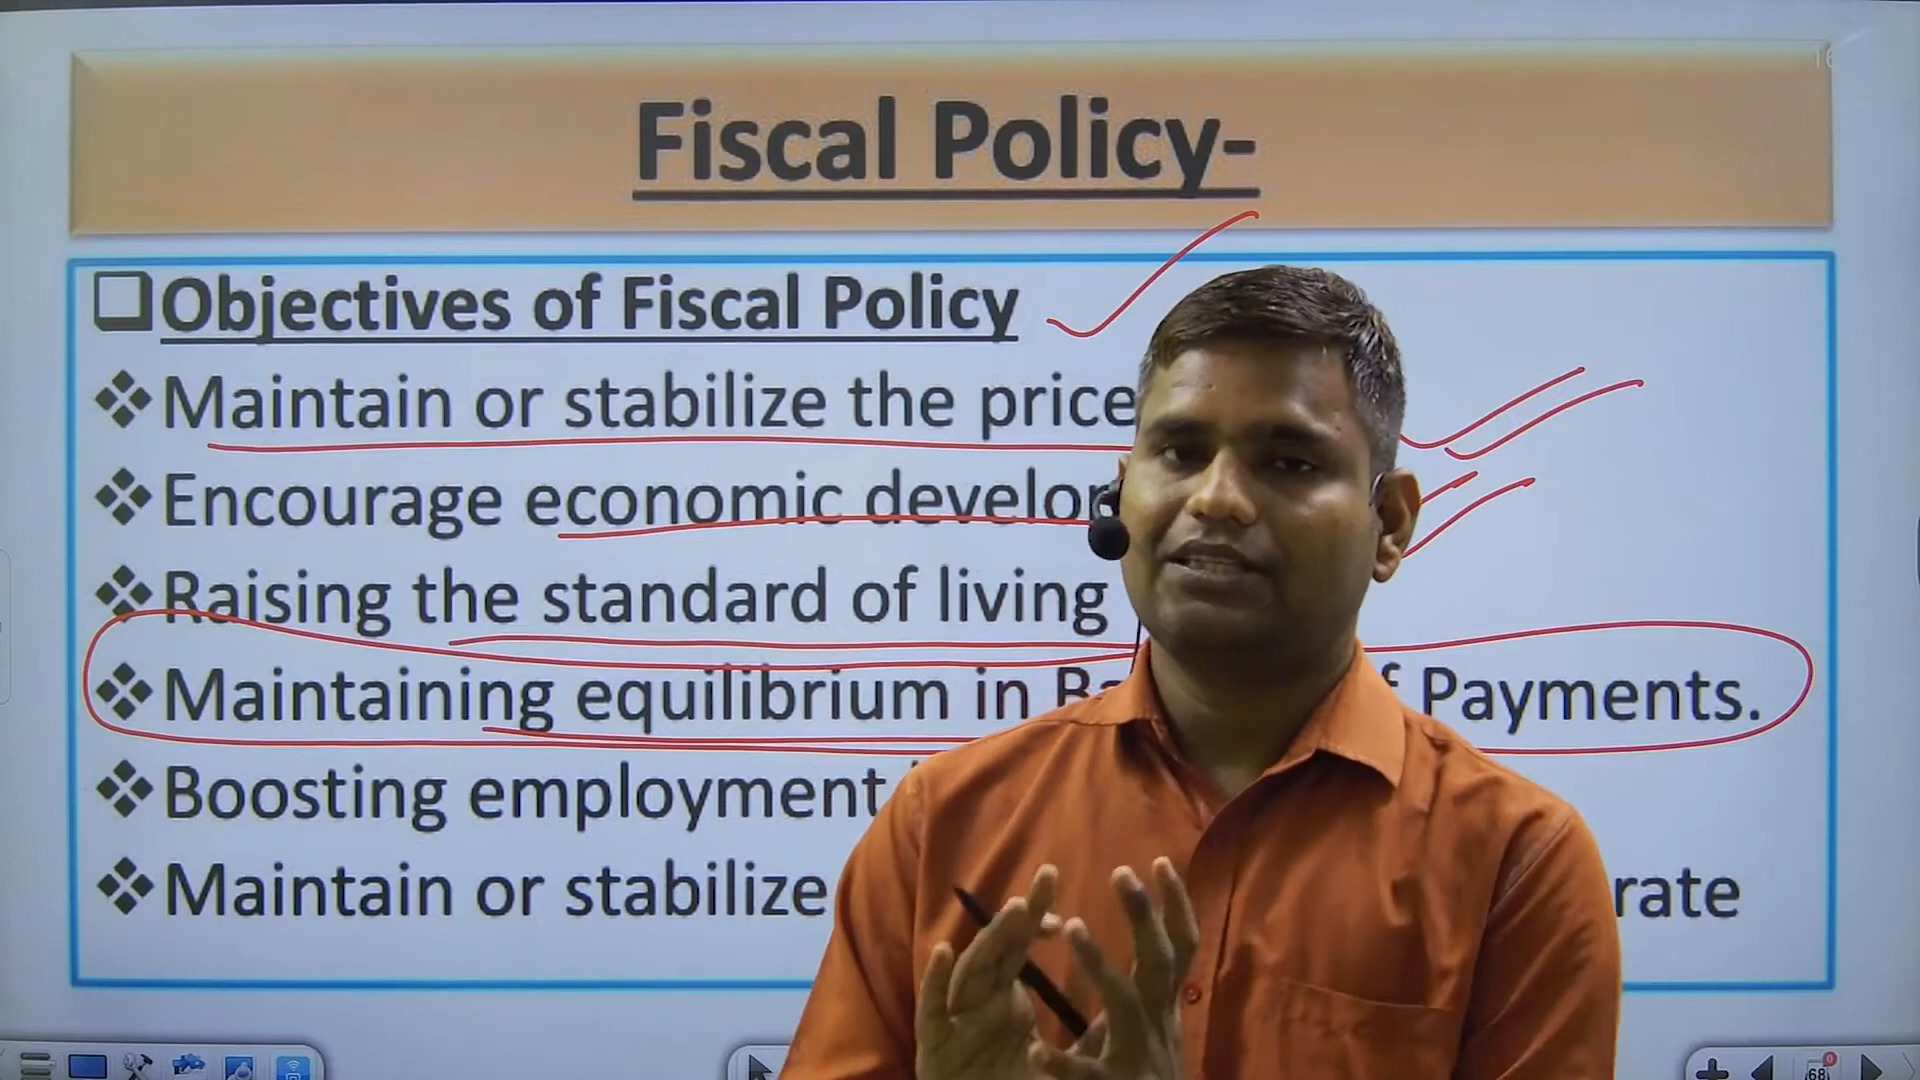 Fiscal Policy-
Objectives of Fiscal Policy
Maintain or stabilize the price
Encourage economic
Raising the standard of living
Maintaining equilibrium in Payments.
Boosting employment
Maintain or stabilize rate
68